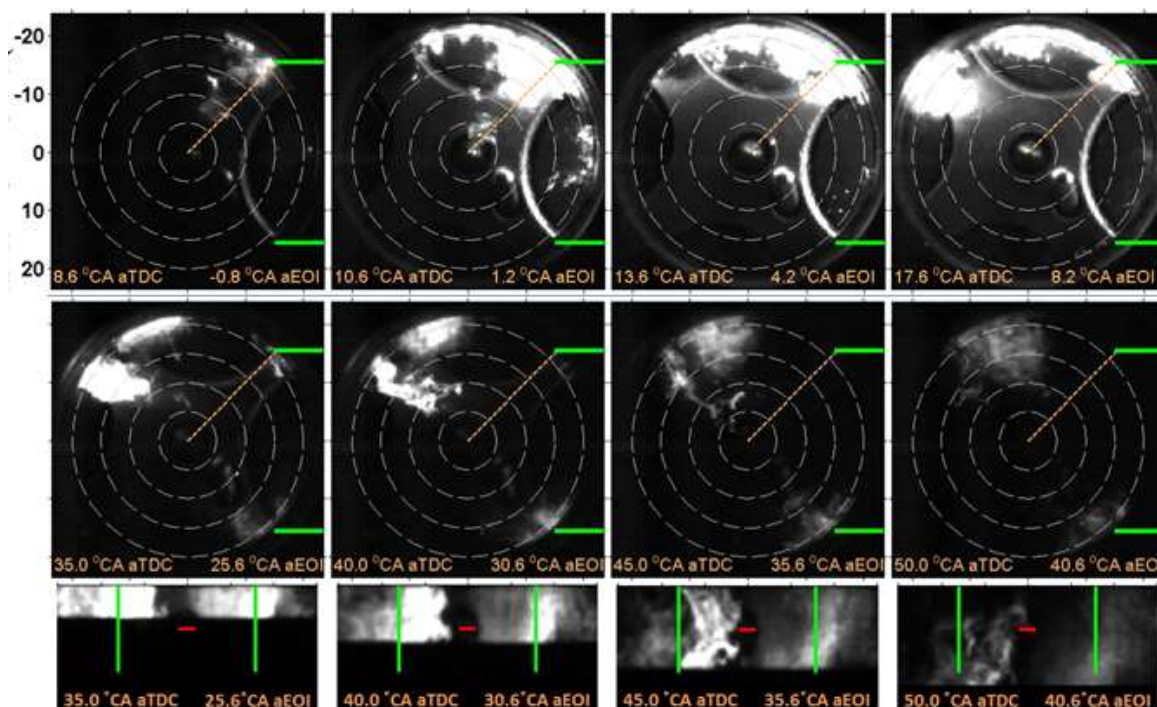 -20
-10
0
10
20
8.6 °CA aTDC -0.8 °CA aEOI
10.6 °CA aTDC 1.2 °CA aEOI
13.6 °CA aTDC 4.2 °CA aEOI
17.6 °CA aTDC 8.2 °CA aEOI
35.0 °CA aTDC 25.6 °CA aEOI
40.0 °CA aTDC 30.6 °CA aEOI
45.0 °CA aTDC 35.6 °CA aEOI
50.0 °CA aTDC 40.6 °CA aEOI
35.0 °CA aTDC 25.6°CA aEOI
40.0 °CA aTDC 30.6°CA aEOI
45.0 °CA aTDC 35.6°CA aEOI
50.0 °CA aTDC 40.6°CA aEOI